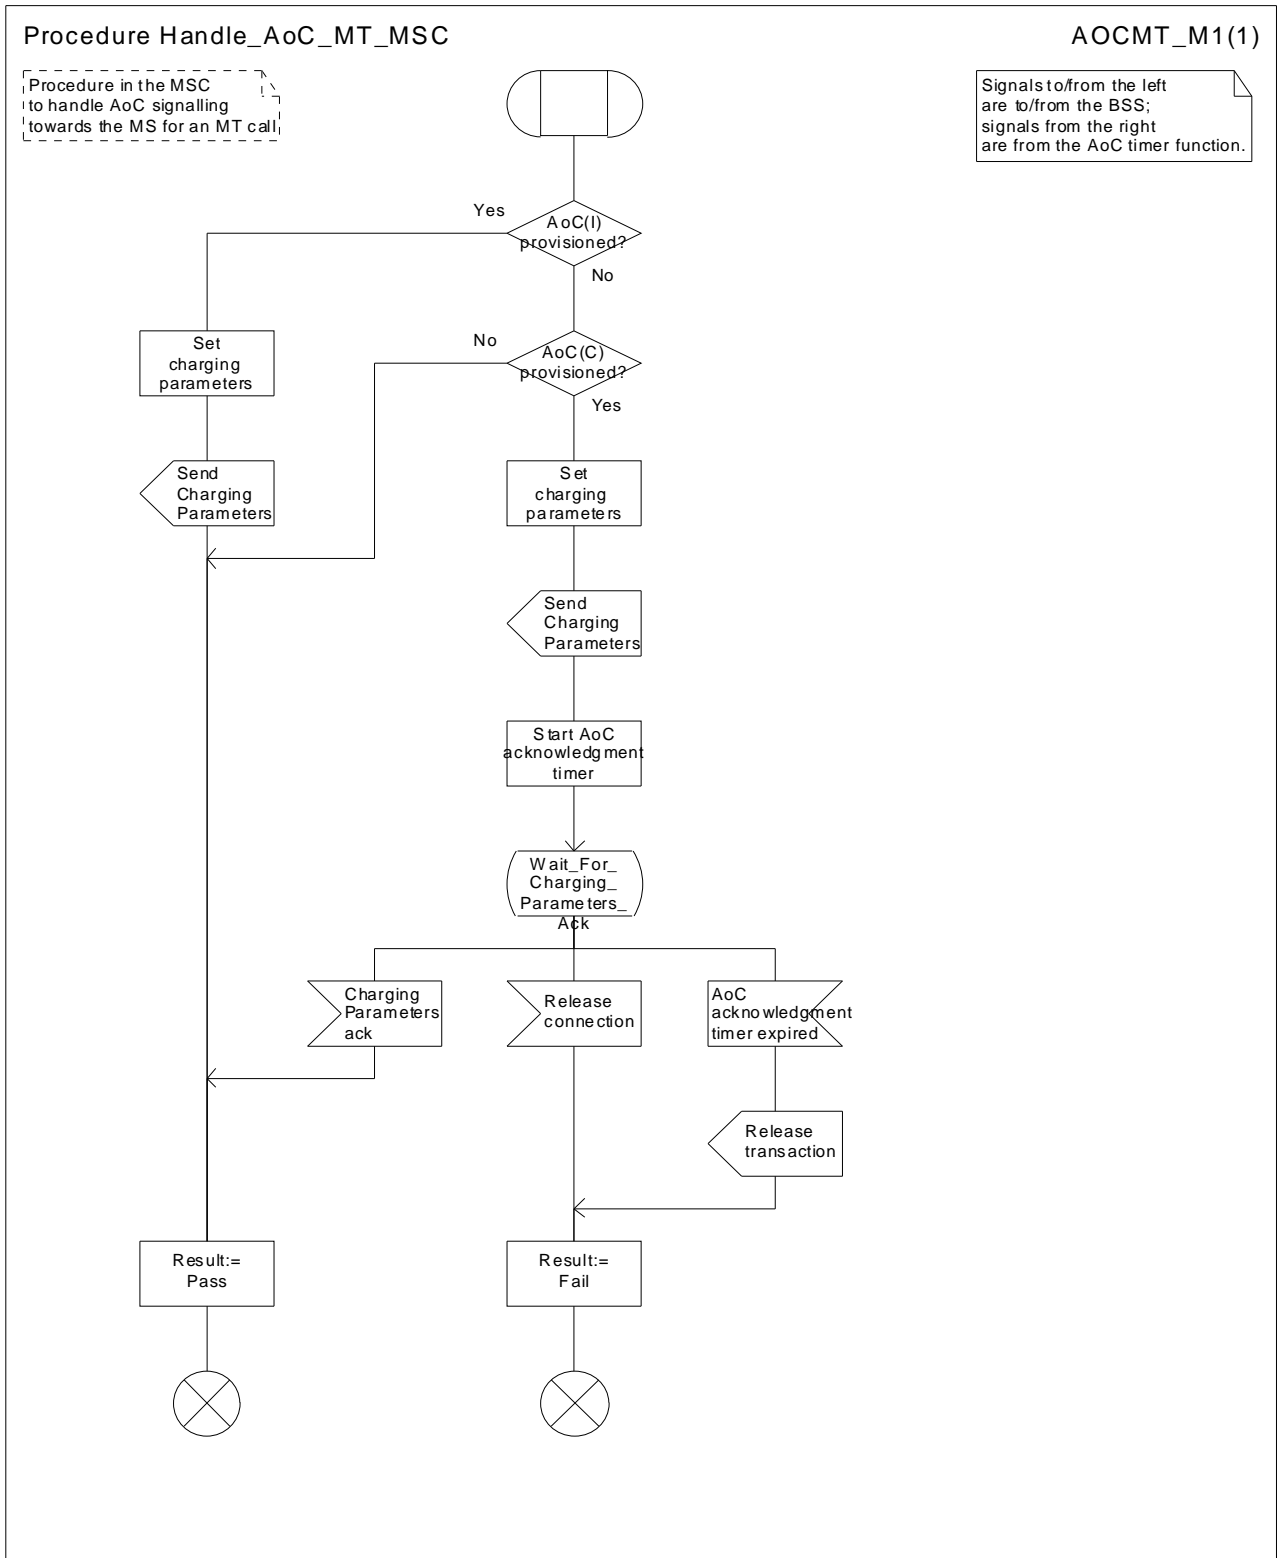 Procedure Handle_AoC_MT_MSC
AOCMT_M1(1)
Procedure in the MSC
to handle AoC signalling
towards the MS for an MT call
Signals to/from the left
are to/from the BSS;
signals from the right
are from the AoC timer function.
Yes
AoC(I)
provisioned?
No
No
AoC(C)
provisioned?
Yes
Set
charging
parameters
Send
Charging
Parameters
Set
charging
parameters
Send
Charging
Parameters
Start AoC
acknowledgment
timer
Wait_For_
Charging_
Parameters_
Ack
Charging
Parameters
ack
Release
connection
AoC
acknowledgment
timer expired
Release
transaction
Result:=
Pass
Result:=
Fail